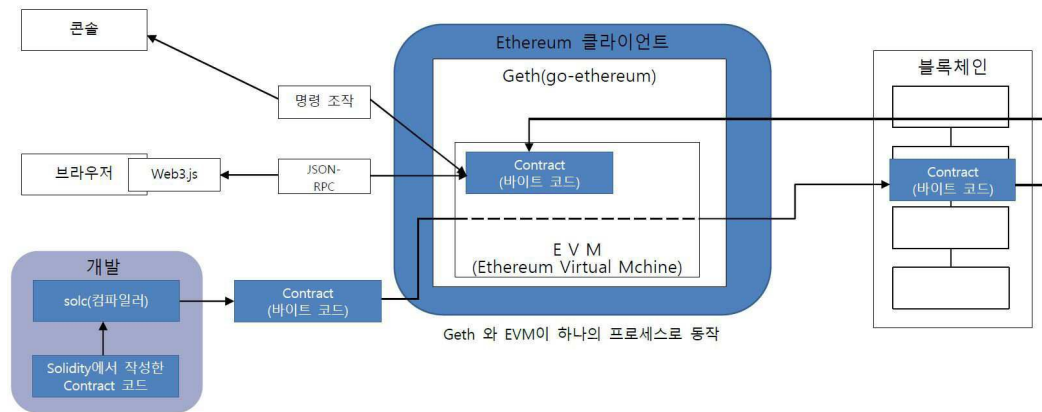 콘솔
명령 조작
브라우저
Web3.js
JSON-
RPC
개발
solc(컴파일러)
Solidity에서 작성한
Contract 코드
Contract
(바이트 코드)
Ethereum 클라이언트
Geth(go-ethereum)
Contract
(바이트 코드)
E V M
(Ethereum Virtual Mchine)
Geth 와 EVM이 하나의 프로세스로 동작
블록체인
Contract
(바이트 코드)